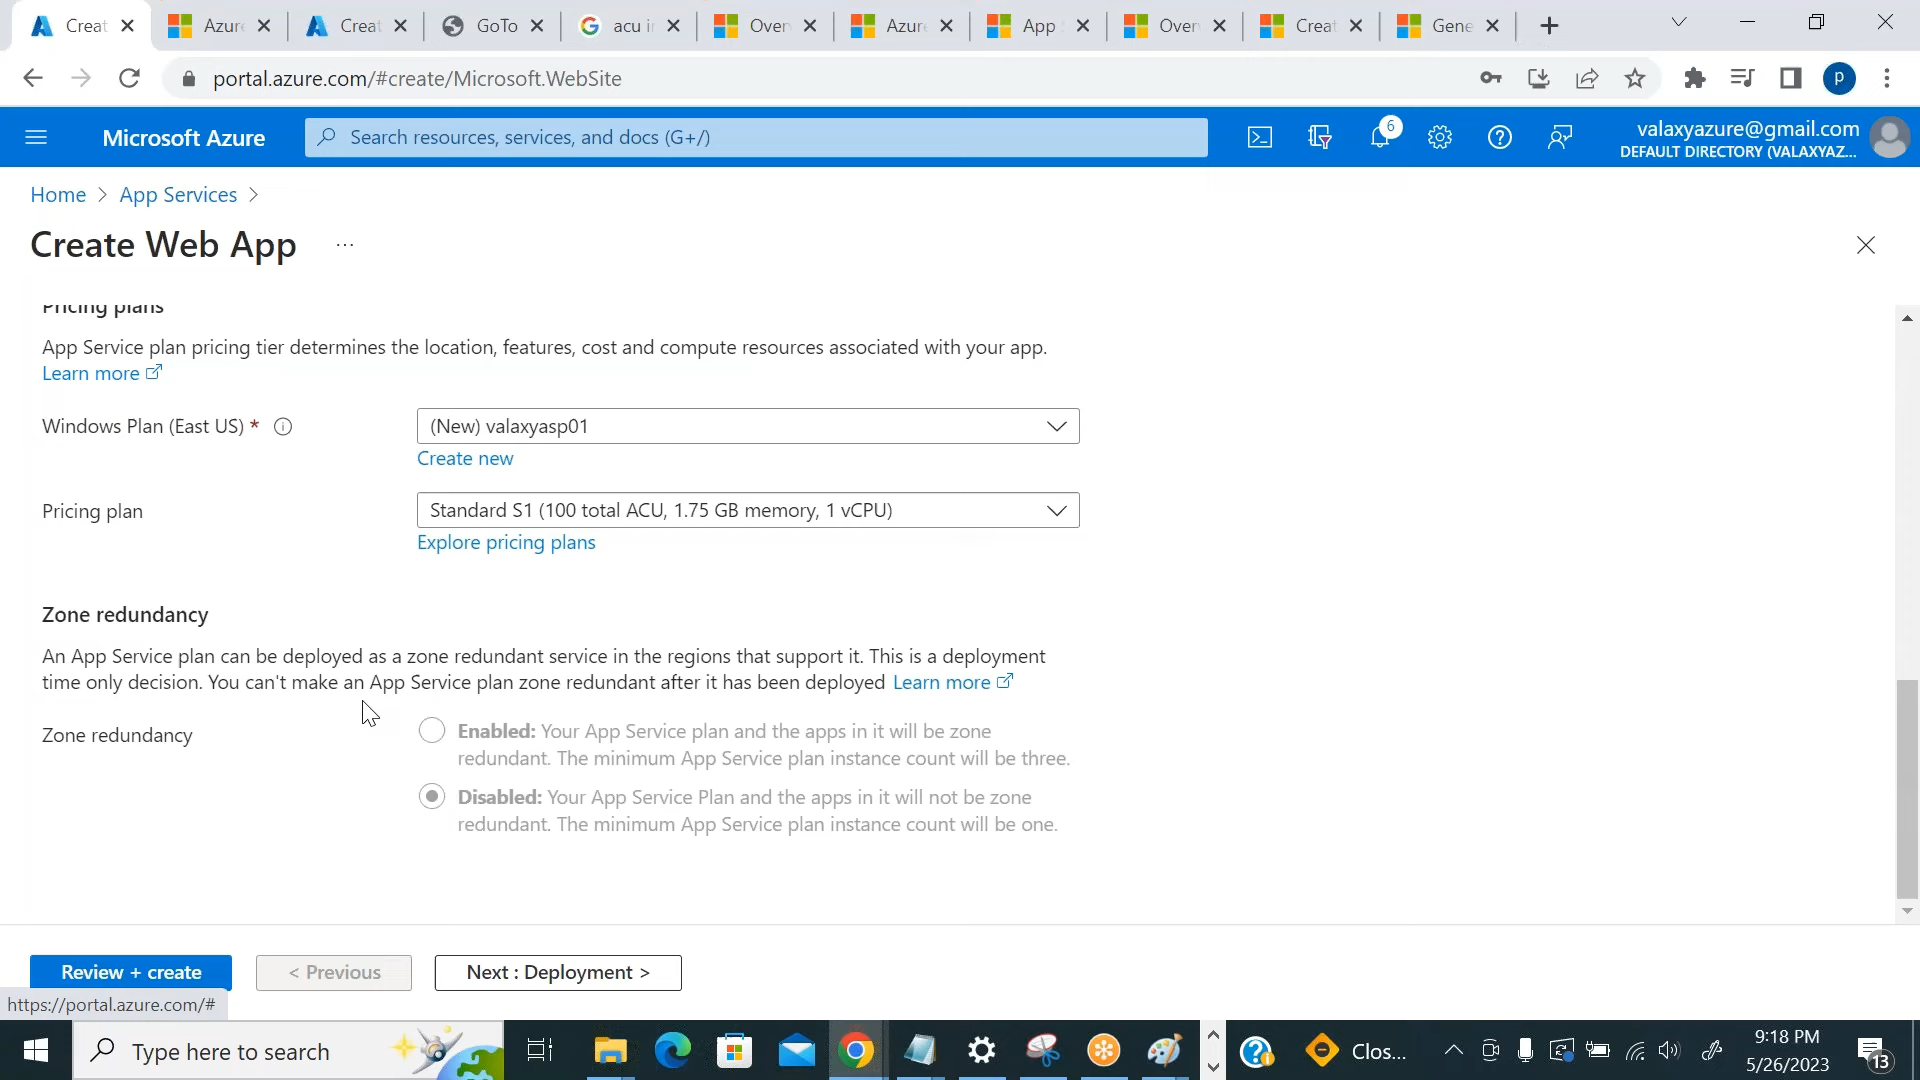 Creat
Azur
Creat
GoTo
acu i
Over
Azur
App
Over
Creat
Gene
portal.azure.com/#create/Microsoft.WebSite
P
Microsoft Azure
Search resources, services, and docs (G+/)
6
valaxyazure@gmail.com
DEFAULT DIRECTORY (VALAXYAZ...
Home > App Services >
Create Web App ...
Pricing plans
App Service plan pricing tier determines the location, features, cost and compute resources associated with your app.
Learn more
Windows Plan (East US) *
(New) valaxyasp01
Create new
Pricing plan
Standard S1 (100 total ACU, 1.75 GB memory, 1 vCPU)
Explore pricing plans
Zone redundancy
An App Service plan can be deployed as a zone redundant service in the regions that support it. This is a deployment
time only decision. You can't make an App Service plan zone redundant after it has been deployed Learn more
Zone redundancy
Enabled: Your App Service plan and the apps in it will be zone
redundant. The minimum App Service plan instance count will be three.
Disabled: Your App Service Plan and the apps in it will not be zone
redundant. The minimum App Service plan instance count will be one.
Review + create
< Previous
Next : Deployment >
https://portal.azure.com/#
Type here to search
Clos...
9:18 PM
5/26/2023
13